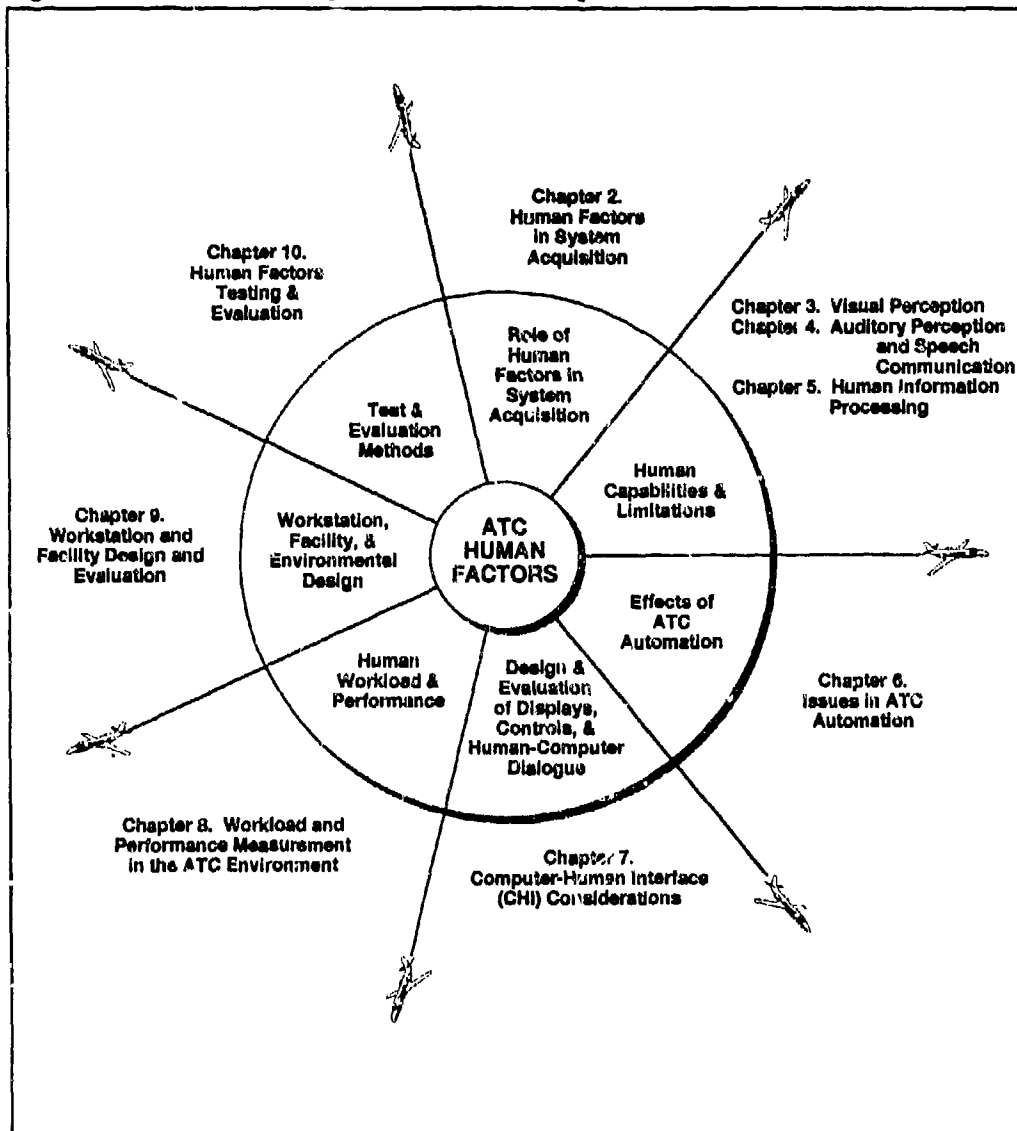 Chapter 2.
Human Factors
in System
Acquisition
Chapter 10.
Human Factors
Testing &
Evaluation
Chapter 3. Visual Perception
Chapter 4. Auditory Perception
and Speech
Communication
Chapter 5. Human Information
Processing
Role of
Human
Factors in
System
Acquisition
Test &
Evaluation
Methods
Human
Capabilities &
Limitations
ATC
HUMAN
FACTORS
Chapter 9.
Workstation and
Facility Design and
Evaluation
Workstation,
Facility, &
Environmental
Design
Effects of
ATC
Automation
Human
Workload &
Performance
Design &
Evaluation
of Displays,
Controls, &
Human-Computer
Dialogue
Chapter 6.
Issues in ATC
Automation
Chapter 8. Workload and
Performance Measurement
in the ATC Environment
Chapter 7.
Computer-Human Interface
(CHI) Considerations